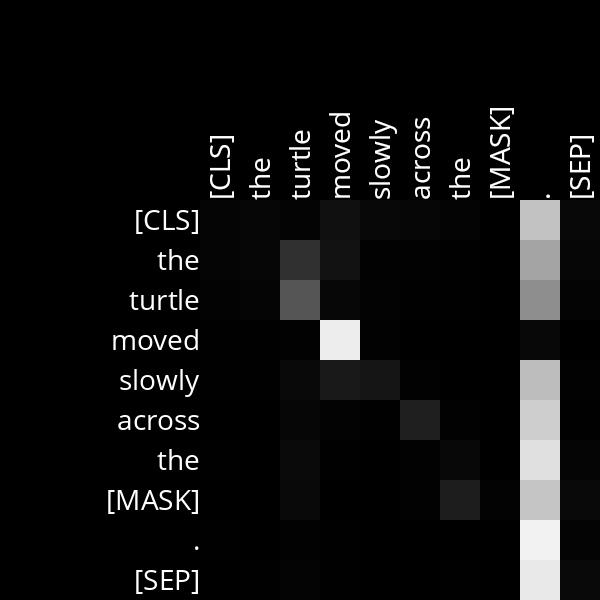 [CLS] the turtle moved slowly across the [MASK] . [SEP]
[CLS]
the
turtle
moved
slowly
across
the
[MASK]
.
[SEP]